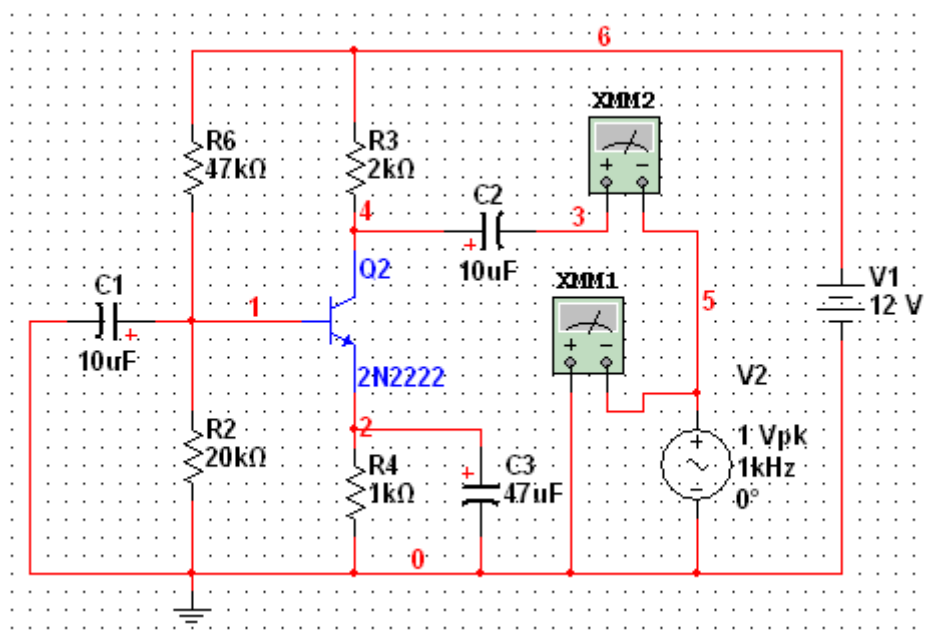 6
XMM2
+ −
R6
47kΩ
R3
2kΩ
4
C2
+
10uF
3
Q2
XMM1
+ −
5
V1
12 V
C1
+
10uF
1
2N2222
V2
2
R2
20kΩ
R4
1kΩ
+
C3
47uF
+
−
1 Vpk
1kHz
0°
0